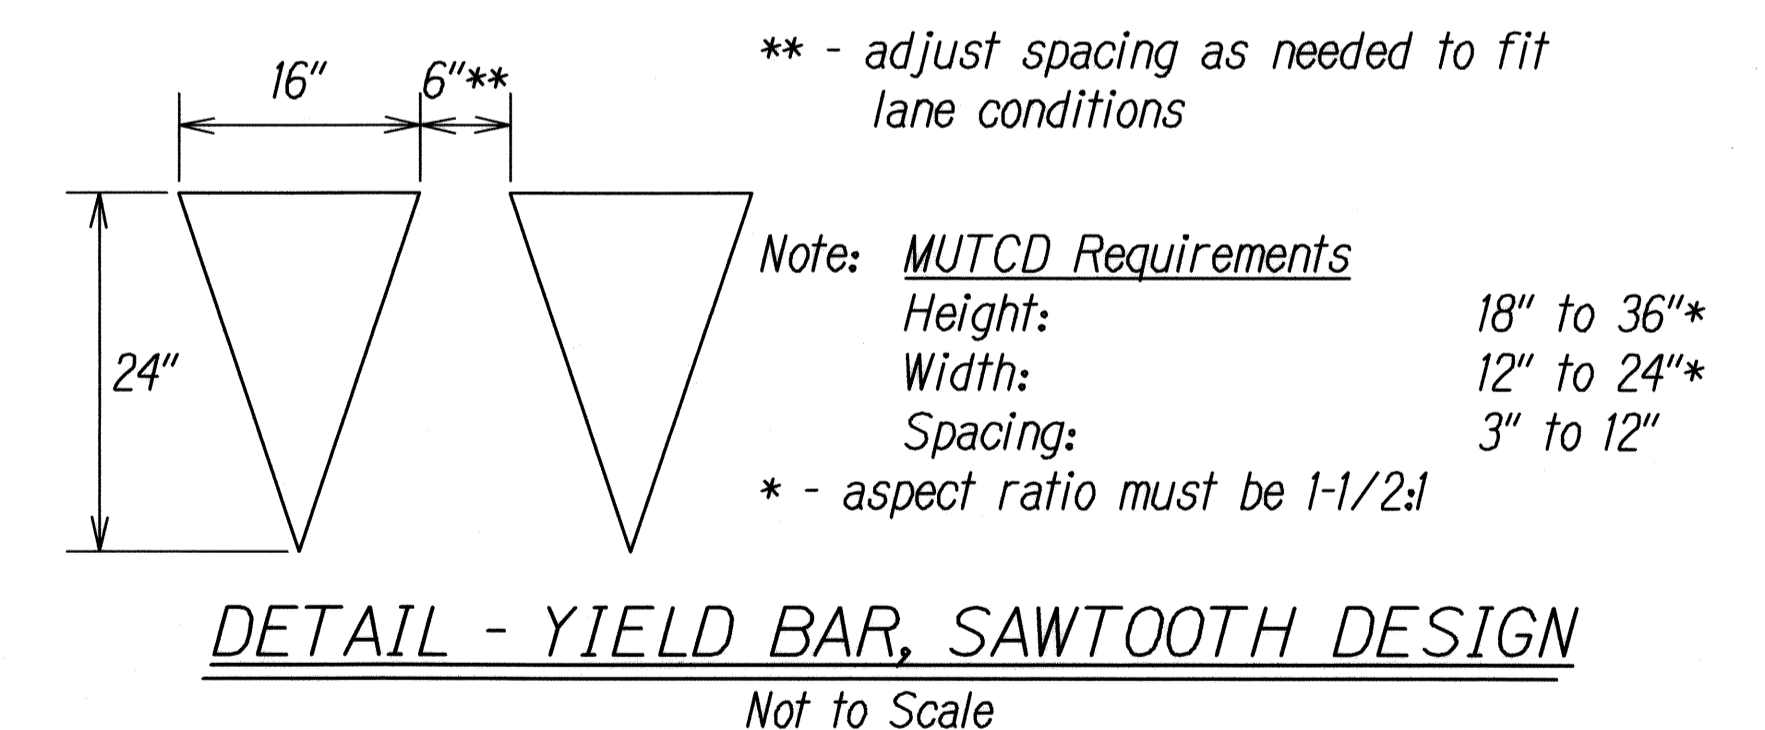 16" 6"**
** - adjust spacing as needed to fit
lane conditions
24"
Note: MUTCD Requirements
Height: 18" to 36"*
Width: 12" to 24"*
Spacing: 3" to 12"
* - aspect ratio must be 1-1/2:1
DETAIL - YIELD BAR, SAWTOOTH DESIGN
Not to Scale